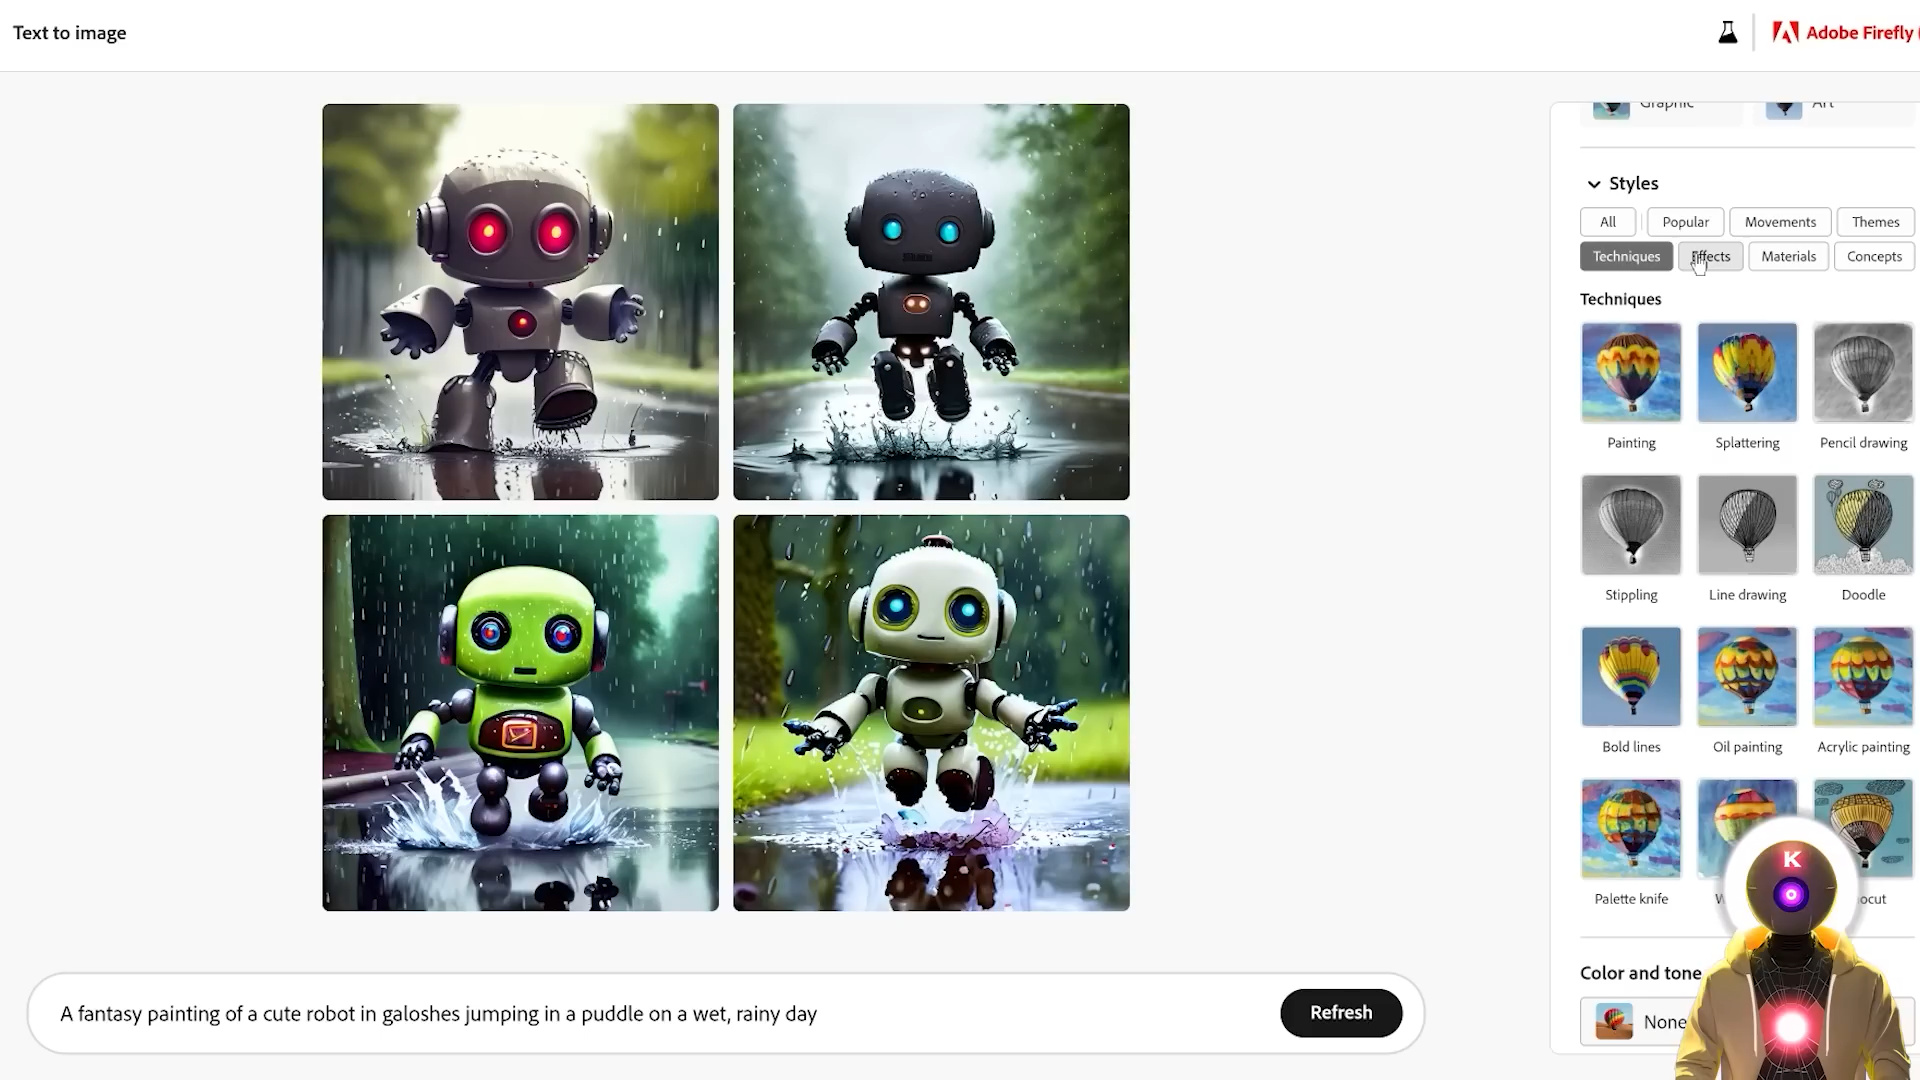 Text to image
Adobe Firefly
Graphic
Art
Styles
All
Popular
Movements
Themes
Techniques
Effects
Materials
Concepts
Techniques
Painting
Splattering
Pencil drawing
Stippling
Line drawing
Doodle
Bold lines
Oil painting
Acrylic painting
Palette knife
K
Color and tone
None
A fantasy painting of a cute robot in galoshes jumping in a puddle on a wet, rainy day
Refresh